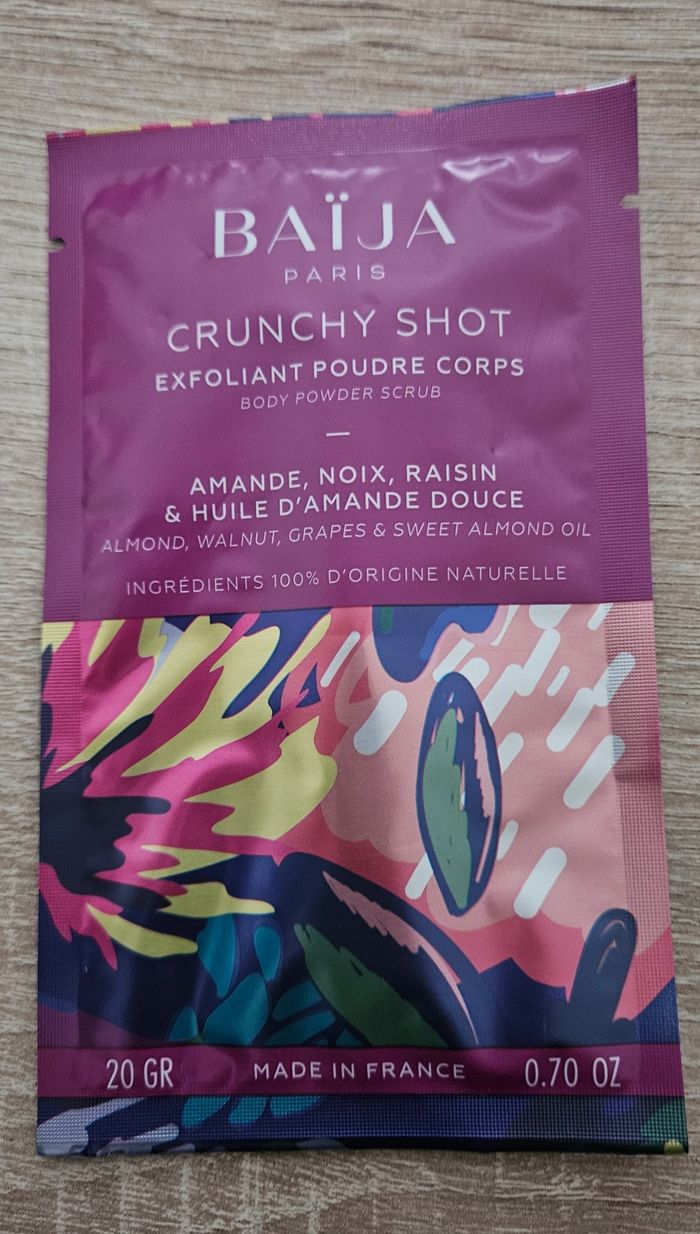 BAÏJA
PARIS
CRUNCHY SHOT
EXFOLIANT POUDRE CORPS
BODY POWDER SCRUB
—
AMANDE, NOIX, RAISIN
& HUILE D'AMANDE DOUCE
ALMOND, WALNUT, GRAPES & SWEET ALMOND OIL
INGRÉDIENTS 100% D'ORIGINE NATURELLE
20 GR MADE IN FRANCE 0.70 OZ